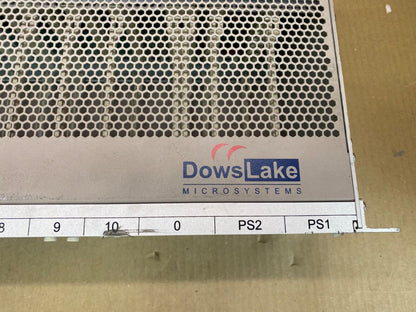 DowsLake
MICROSYSTEMS
8 9 10 0 PS2 PS1